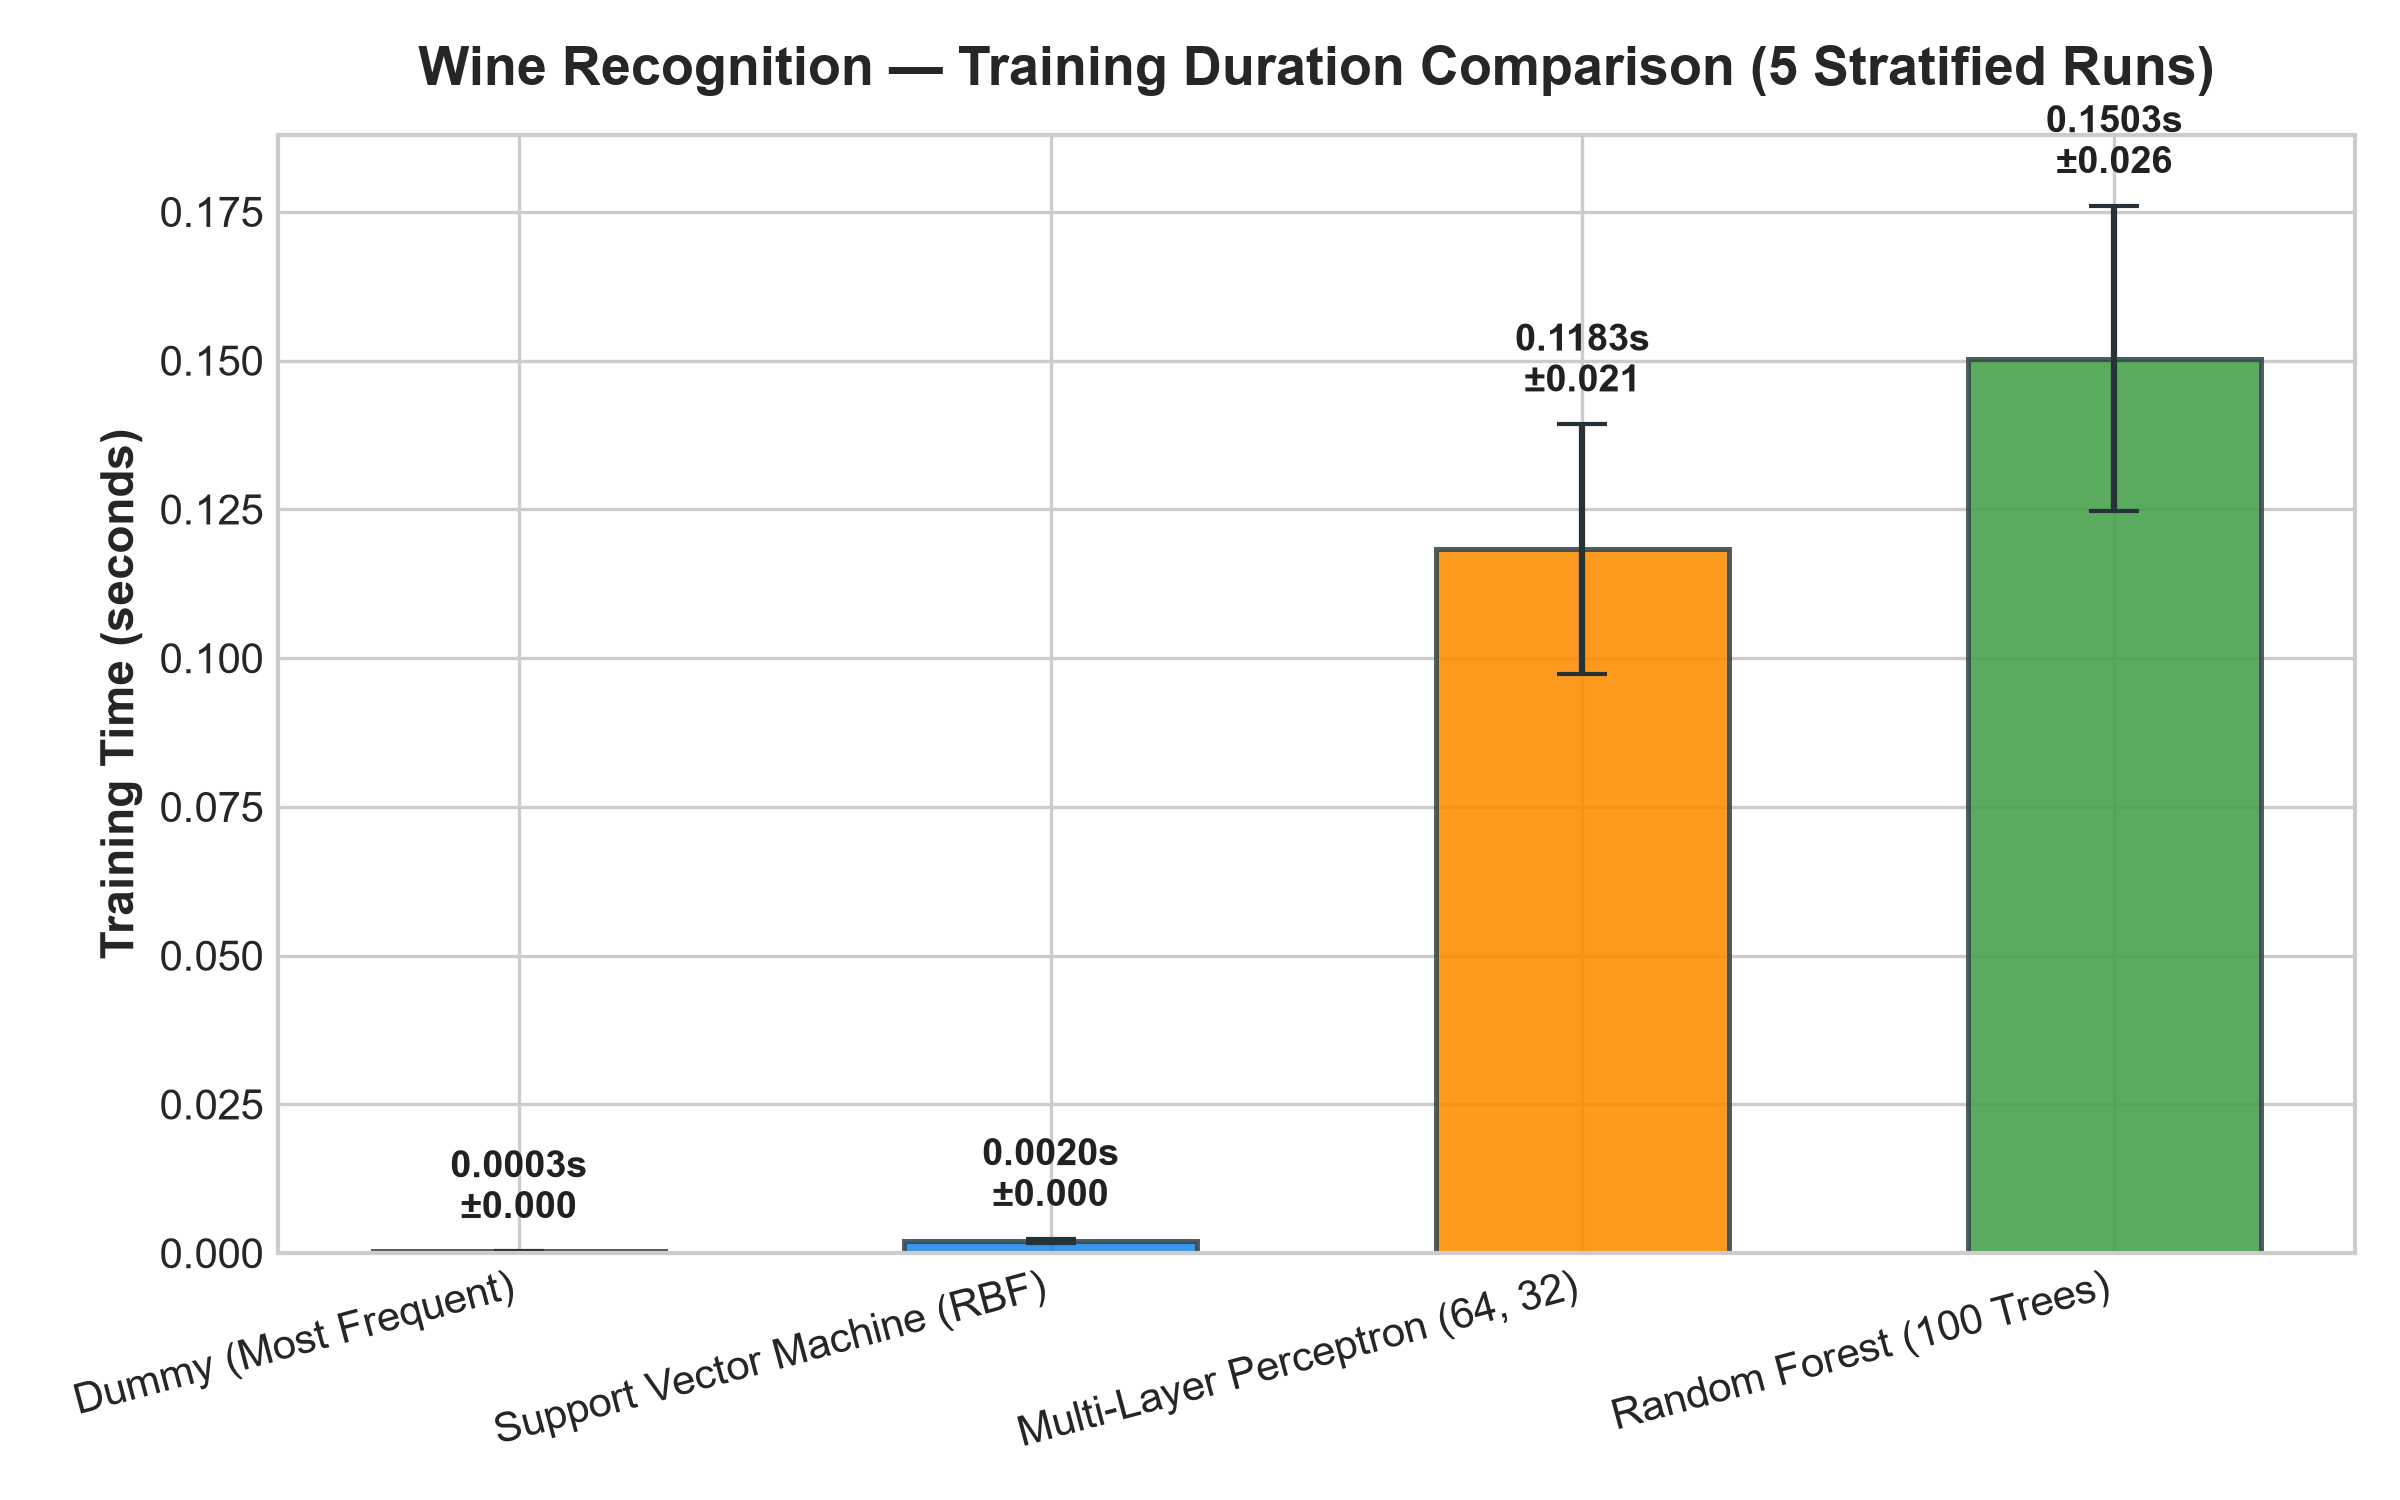 Wine Recognition — Training Duration Comparison (5 Stratified Runs)
Training Time (seconds)
0.175
0.150
0.125
0.100
0.075
0.050
0.025
0.000
0.0003s
±0.000
0.0020s
±0.000
0.1183s
±0.021
0.1503s
±0.026
Dummy (Most Frequent)
Support Vector Machine (RBF)
Multi-Layer Perceptron (64, 32)
Random Forest (100 Trees)